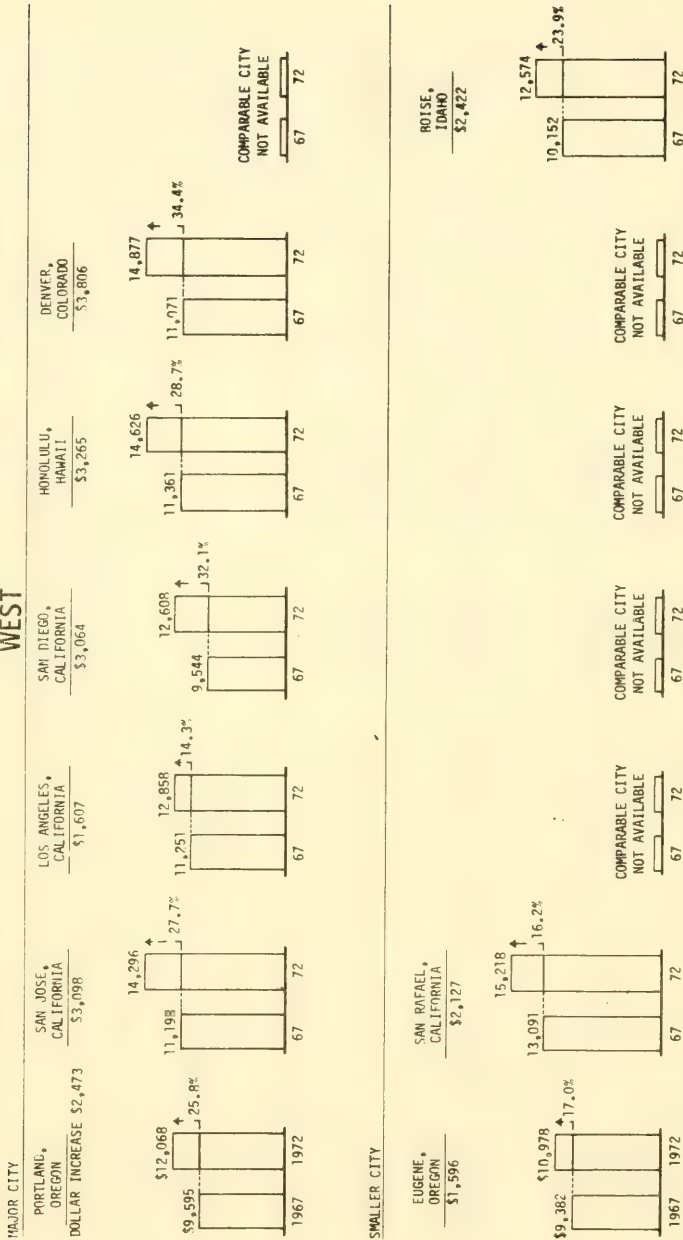 WEST
MAJOR CITY
PORTLAND,
OREGON
DOLLAR INCREASE $2,473
$9,595
$12,068
25.8%
1967
1972
SAN JOSE,
CALIFORNIA
$3,098
11,198
14,296
27.7%
67
72
LOS ANGELES,
CALIFORNIA
$1,607
11,251
12,858
14.3%
67
72
SAN DIEGO,
CALIFORNIA
$3,064
9,544
12,608
32.1%
67
72
HONOLULU,
HAWAII
$3,265
11,361
14,626
28.7%
67
72
DENVER,
COLORADO
$3,806
11,071
14,877
34.4%
67
72
COMPARABLE CITY
NOT AVAILABLE
67
72
SMALLER CITY
EUGENE,
OREGON
$1,596
$9,382
$10,978
17.0%
1967
1972
SAN RAFAEL,
CALIFORNIA
$2,127
13,091
15,218
16.2%
67
72
COMPARABLE CITY
NOT AVAILABLE
67
72
COMPARABLE CITY
NOT AVAILABLE
67
72
COMPARABLE CITY
NOT AVAILABLE
67
72
COMPARABLE CITY
NOT AVAILABLE
67
72
ROISE,
IDAHO
$2,422
10,152
12,574
23.9%
67
72